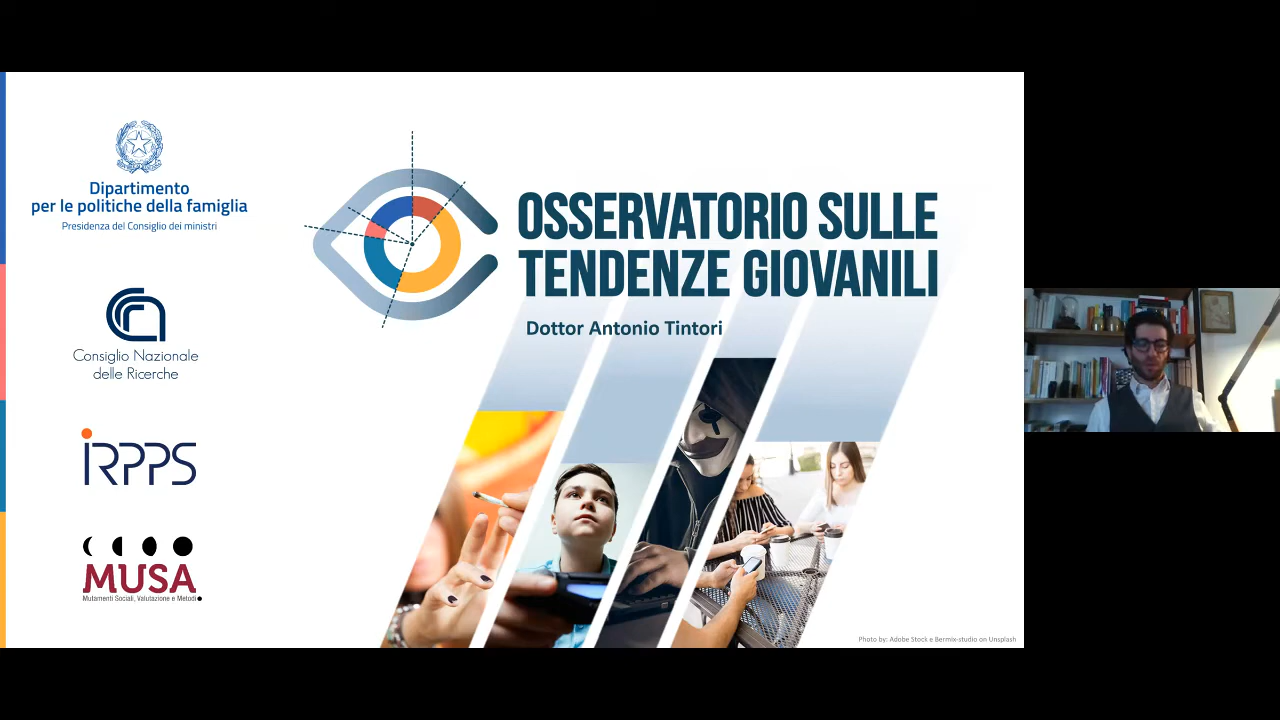 Dipartimento
per le politiche della famiglia
Presidenza del Consiglio dei ministri
Consiglio Nazionale
delle Ricerche
IRPPS
MUSA
Mutamenti Sociali, Valutazione e Metodi
OSSERVATORIO SULLE
TENDENZE GIOVANILI
Dottor Antonio Tintori
Photo by: Adobe Stock e Bermix-studio on Unsplash